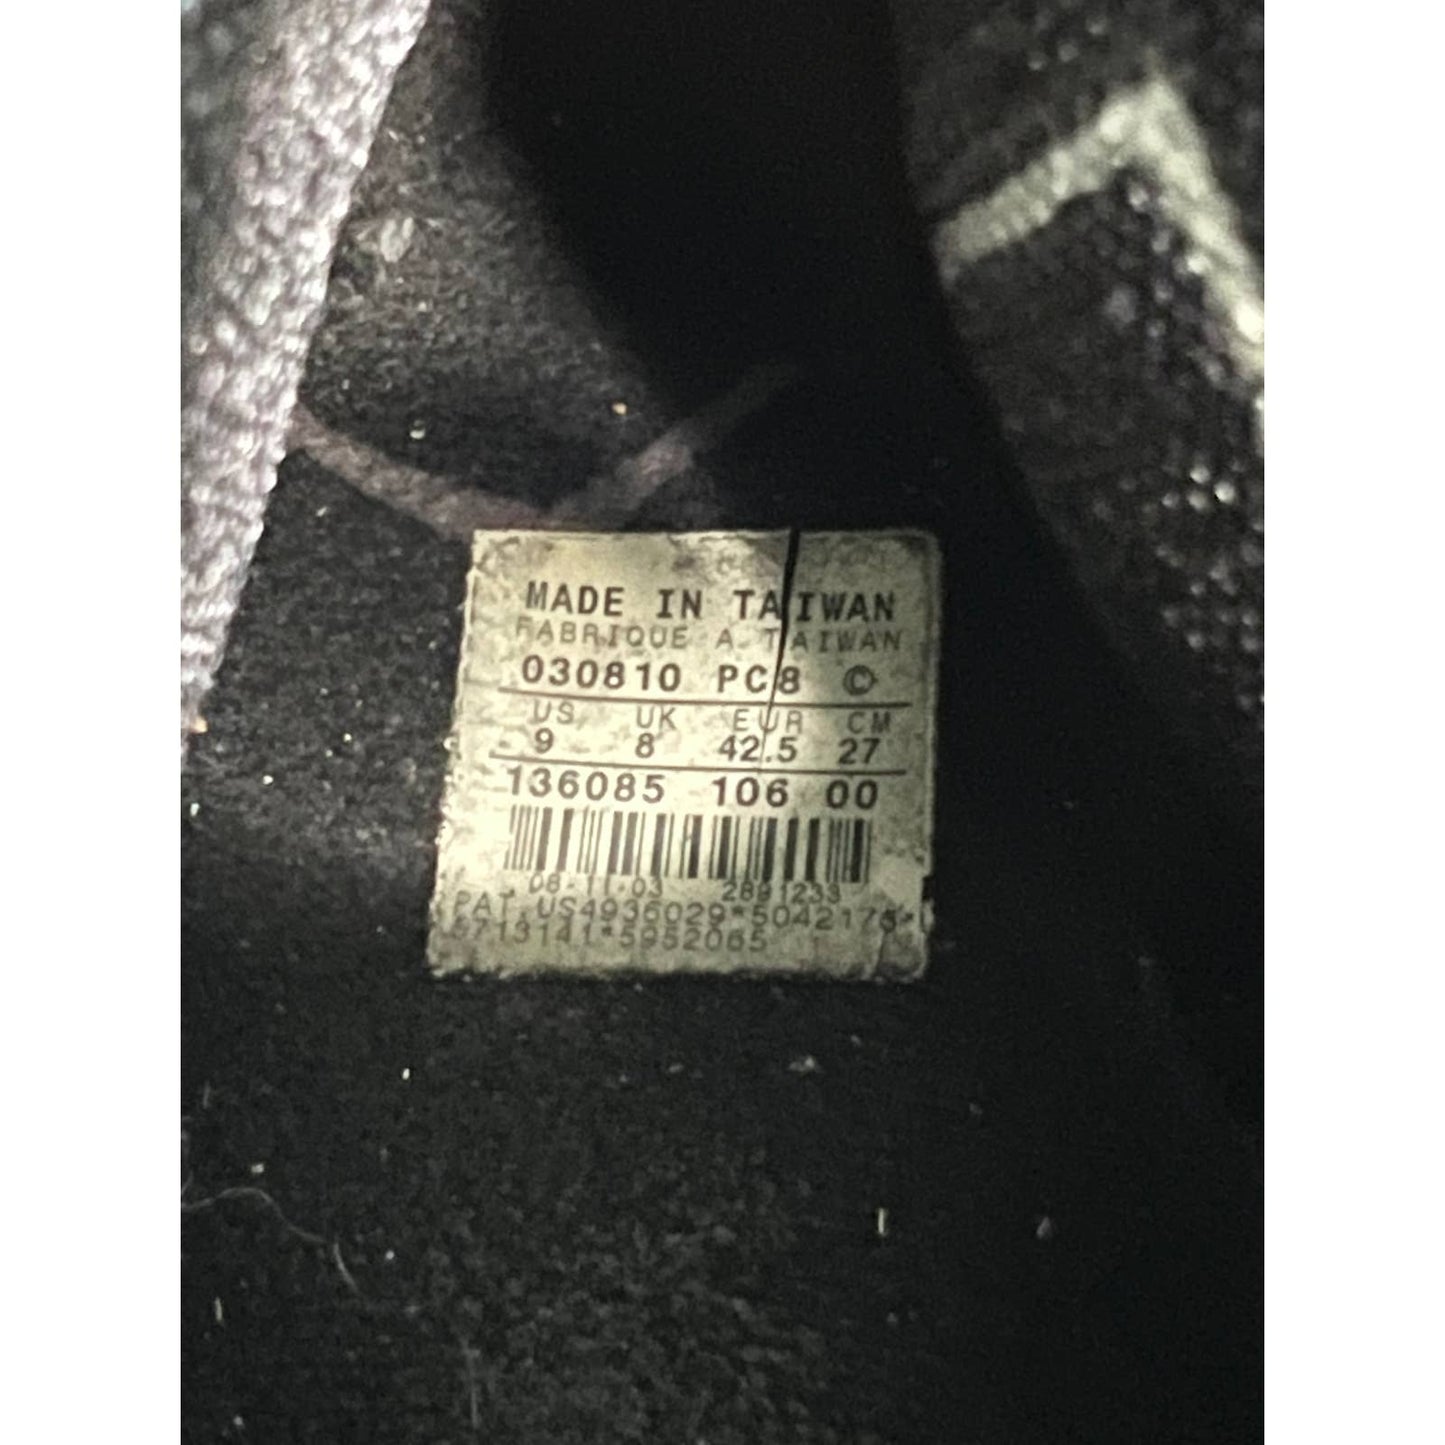 MADE IN TAIWAN
FABRIQUE A TAIWAN
030810 PC8 ©
US UK EUR CM
9 8 42.5 27
136085 106 00
08-11-03 2891233
PAT. US4936029*5042176*
5713141*5952065